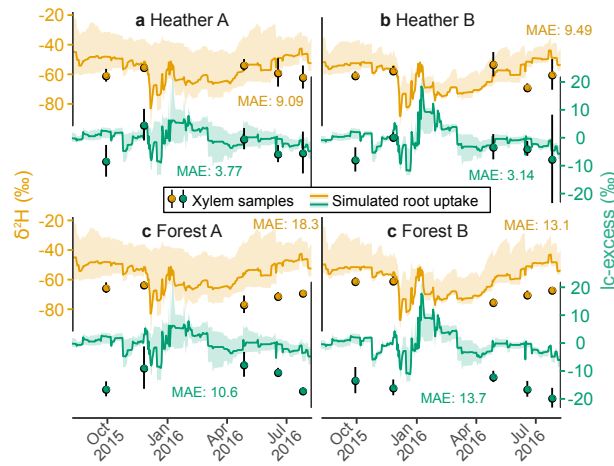 a Heather A
b Heather B
-20
-40
-60
-80
MAE: 9.09
MAE: 9.49
MAE: 3.77
MAE: 3.14
20
10
0
-10
-20
Xylem samples
Simulated root uptake
c Forest A
c Forest B
-20
-40
-60
-80
MAE: 18.3
MAE: 13.1
MAE: 10.6
MAE: 13.7
20
10
0
-10
-20
δ²H (‰)
lc-excess (‰)
Oct 2015
Jan 2016
Apr 2016
Jul 2016
Oct 2015
Jan 2016
Apr 2016
Jul 2016